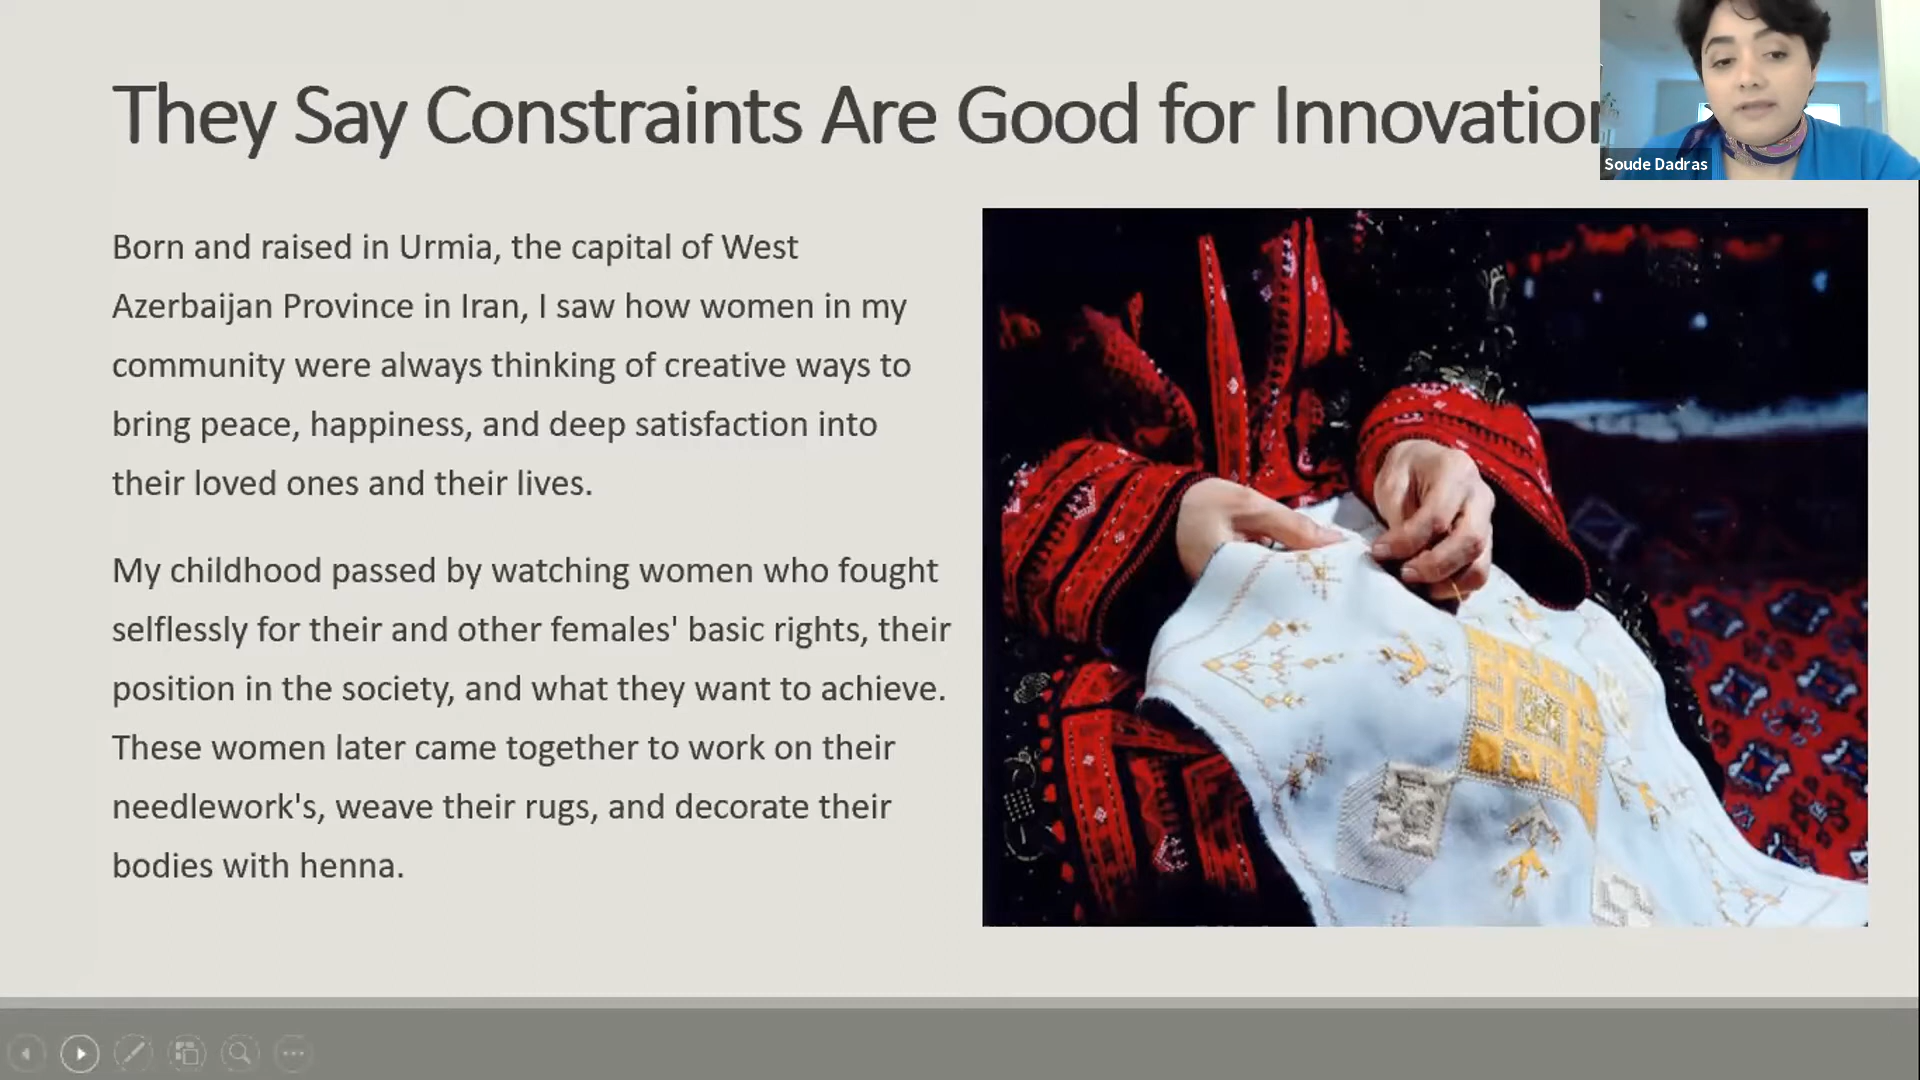 They Say Constraints Are Good for Innovation
Soude Dadras
Born and raised in Urmia, the capital of West
Azerbaijan Province in Iran, I saw how women in my
community were always thinking of creative ways to
bring peace, happiness, and deep satisfaction into
their loved ones and their lives.
My childhood passed by watching women who fought
selflessly for their and other females' basic rights, their
position in the society, and what they want to achieve.
These women later came together to work on their
needlework's, weave their rugs, and decorate their
bodies with henna.